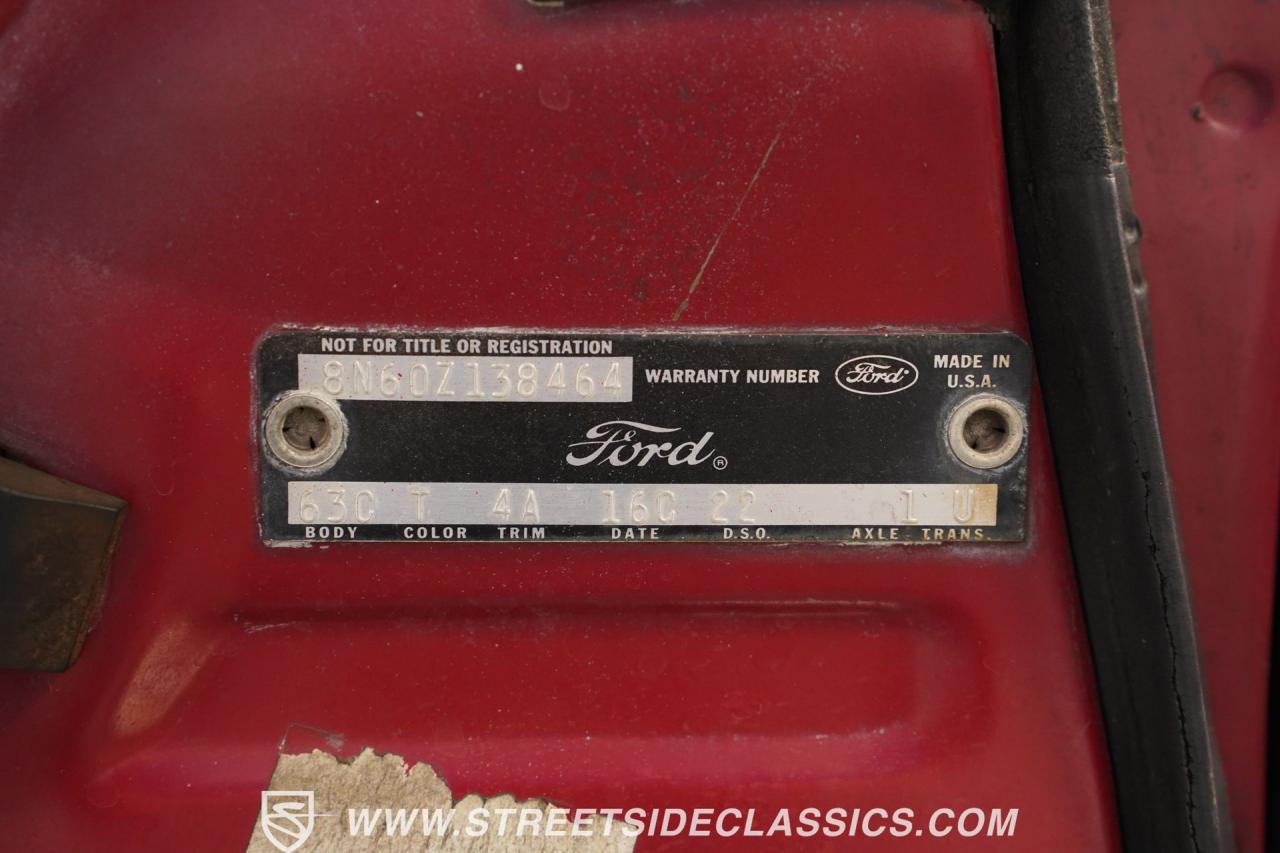 NOT FOR TITLE OR REGISTRATION
8N60Z138464 WARRANTY NUMBER Ford MADE IN U.S.A.
Ford ®
63C T 4A 16C 22 1 U
BODY COLOR TRIM DATE D.S.O. AXLE TRANS.
WWW.STREETSIDECLASSICS.COM